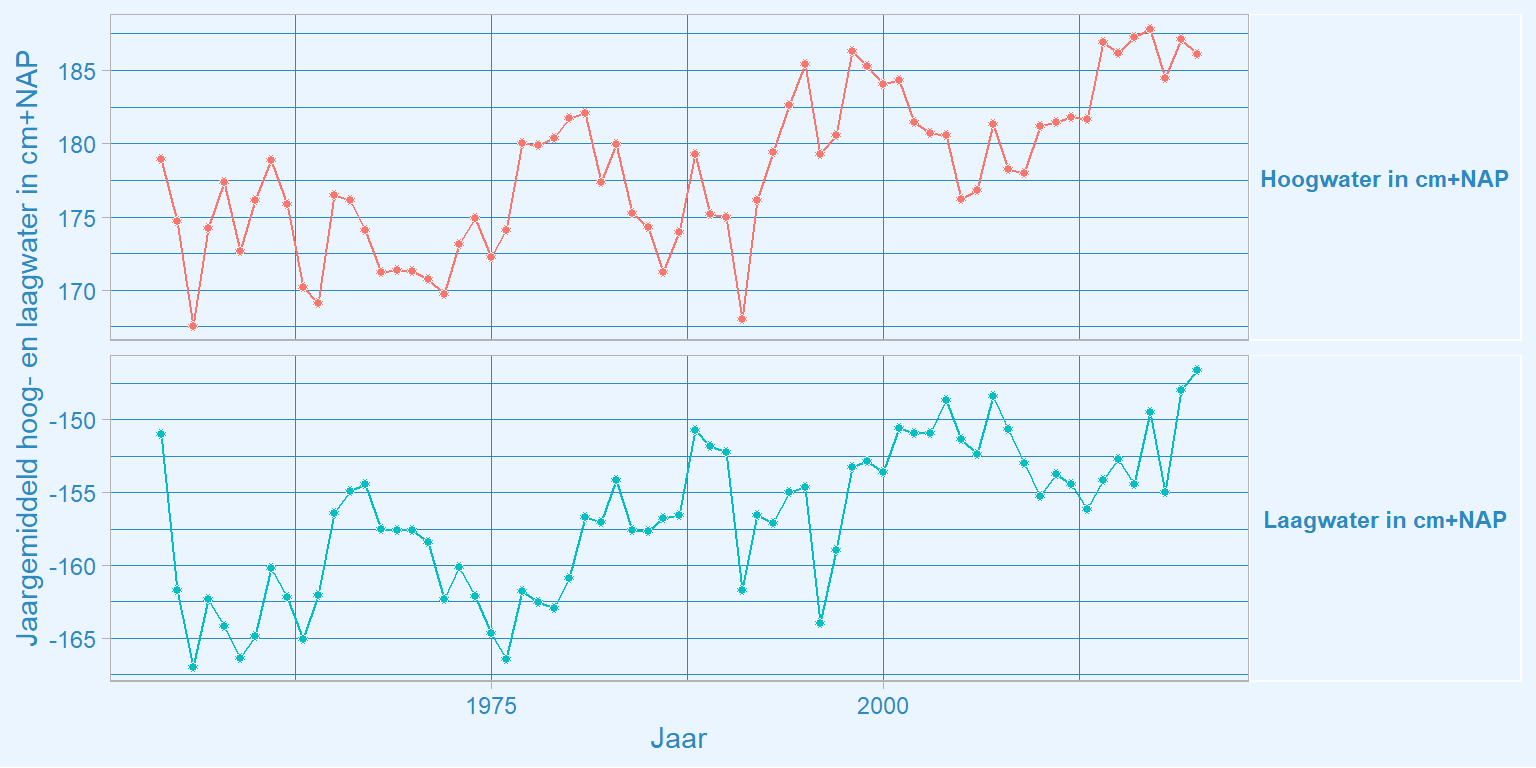 Jaargemiddeld hoog- en laagwater in cm+NAP
185
180
175
170
Hoogwater in cm+NAP
-150
-155
-160
-165
Laagwater in cm+NAP
1975 2000
Jaar